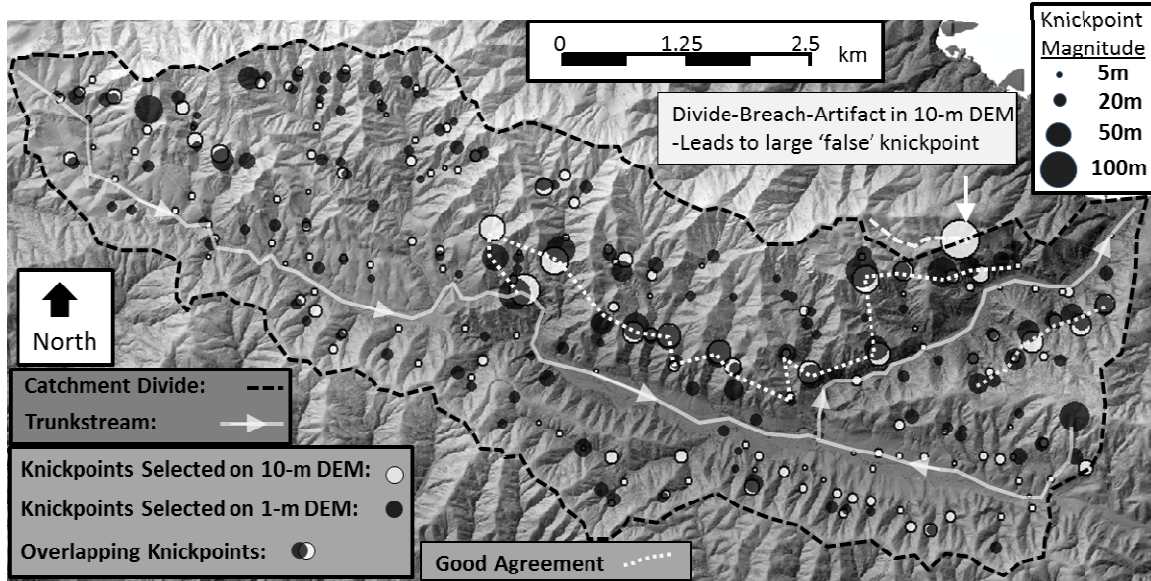 0 1.25 2.5
km
Knickpoint
Magnitude
5m
20m
50m
100m
Divide-Breach-Artifact in 10-m DEM
-Leads to large ‘false’ knickpoint
North
Catchment Divide:
Trunkstream:
Knickpoints Selected on 10-m DEM:
Knickpoints Selected on 1-m DEM:
Overlapping Knickpoints:
Good Agreement